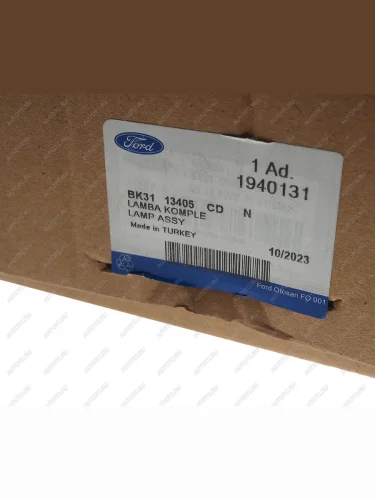 Ford
1 Ad.
1940131
BK31 13405 CD N
LAMBA KOMPLE
LAMP ASSY
Made in TURKEY
10/2023
Ford Otosan FO 901